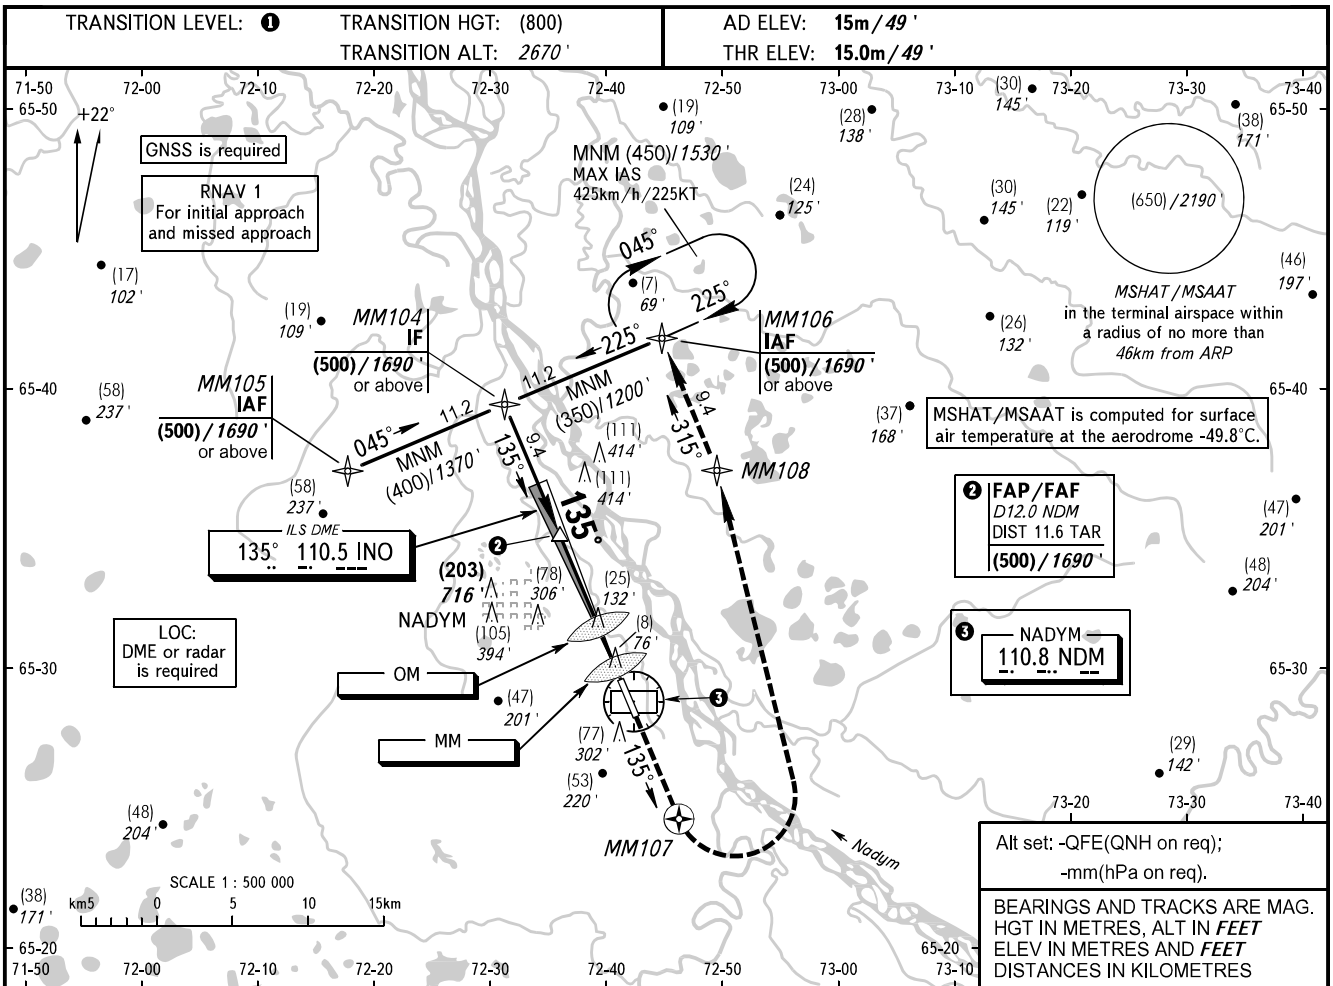 TRANSITION LEVEL: ❶
TRANSITION HGT: (800)
TRANSITION ALT: 2670 '
AD ELEV: 15m/49 '
THR ELEV: 15.0m/49 '
71-50 72-00 72-10 72-20 72-30 72-40 72-50 73-00 73-10 73-20 73-30 73-40
65-50
65-50
+22°
GNSS is required
RNAV 1
For initial approach
and missed approach
(19)
109 '
(28)
138 '
(30)
145 '
(38)
171 '
MNM (450)/1530 '
MAX IAS
425km/h/225KT
(24)
125 '
(30)
145 '
(22)
119 '
(650)/2190 '
(46)
197 '
(17)
102 '
045°
225°
(7)
69 '
(19)
109 '
MM104
IF
(500)/1690 '
or above
225°
MM106
IAF
(500)/1690 '
or above
(26)
132 '
MSHAT/MSAAT
in the terminal airspace within
a radius of no more than
46km from ARP
65-40
65-40
(58)
237 '
MM105
IAF
(500)/1690 '
or above
11.2
11.2
MNM
(350)/1200 '
045°
MNM
(400)/1370 '
9.4
135°
9.4
315°
(37)
168 '
MSHAT/MSAAT is computed for surface
air temperature at the aerodrome -49.8°C.
(111)
414 '
(111)
414 '
MM108
(58)
237 '
135°
❷ FAP/FAF
D12.0 NDM
DIST 11.6 TAR
(500)/1690 '
(47)
201 '
ILS DME
135° 110.5 INO
❷
(203)
716 '
(78)
306 '
(25)
132 '
(48)
204 '
NADYM
(105)
394 '
(8)
76 '
LOC:
DME or radar
is required
❸ NADYM
110.8 NDM
65-30
65-30
OM
(47)
201 '
❸
MM
(77)
302 '
135°
(53)
220 '
(29)
142 '
(48)
204 '
MM107
Nadym
73-20 73-30 73-40
SCALE 1 : 500 000
km5 0 5 10 15km
(38)
171 '
Alt set: -QFE(QNH on req);
-mm(hPa on req).
BEARINGS AND TRACKS ARE MAG.
HGT IN METRES, ALT IN FEET
ELEV IN METRES AND FEET
DISTANCES IN KILOMETRES
65-20
65-20
71-50 72-00 72-10 72-20 72-30 72-40 72-50 73-00 73-10